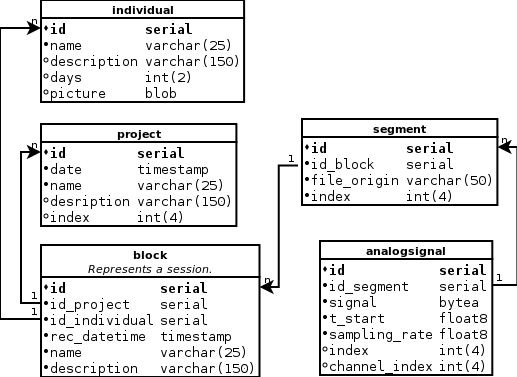 individual
id serial
name varchar(25)
description varchar(150)
days int(2)
picture blob
n
project
id serial
date timestamp
name varchar(25)
desription varchar(150)
index int(4)
n
segment
id serial
id_block serial
file_origin varchar(50)
index int(4)
1
n
block
Represents a session.
id serial
id_project serial
id_individual serial
rec_datetime timestamp
name varchar(25)
description varchar(150)
1
1
n
analogsignal
id serial
id_segment serial
signal bytea
t_start float8
sampling_rate float8
index int(4)
channel_index int(4)
1